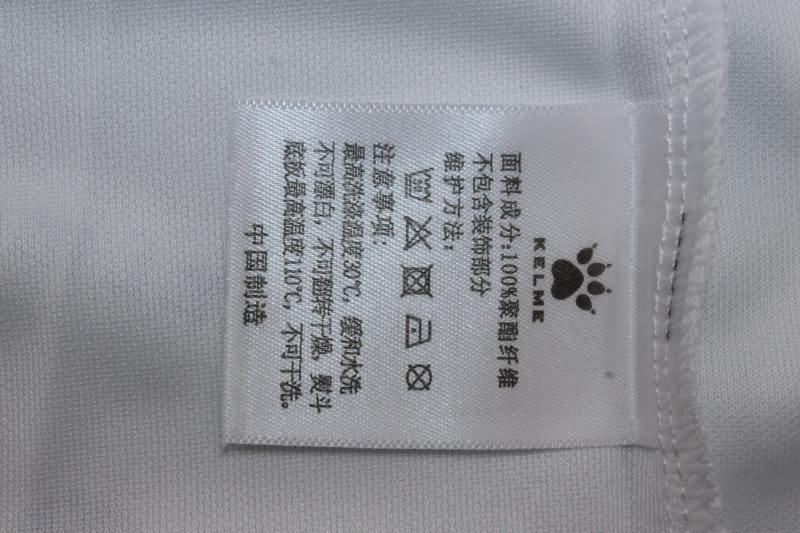 KELME
面料成分:100%聚酯纤维
不包含装饰部分
维护方法:
注意事项:
最高洗涤温度30℃, 缓和水洗
不可漂白, 不可翻转干燥, 熨斗
底板最高温度110℃, 不可干洗。
中國制造